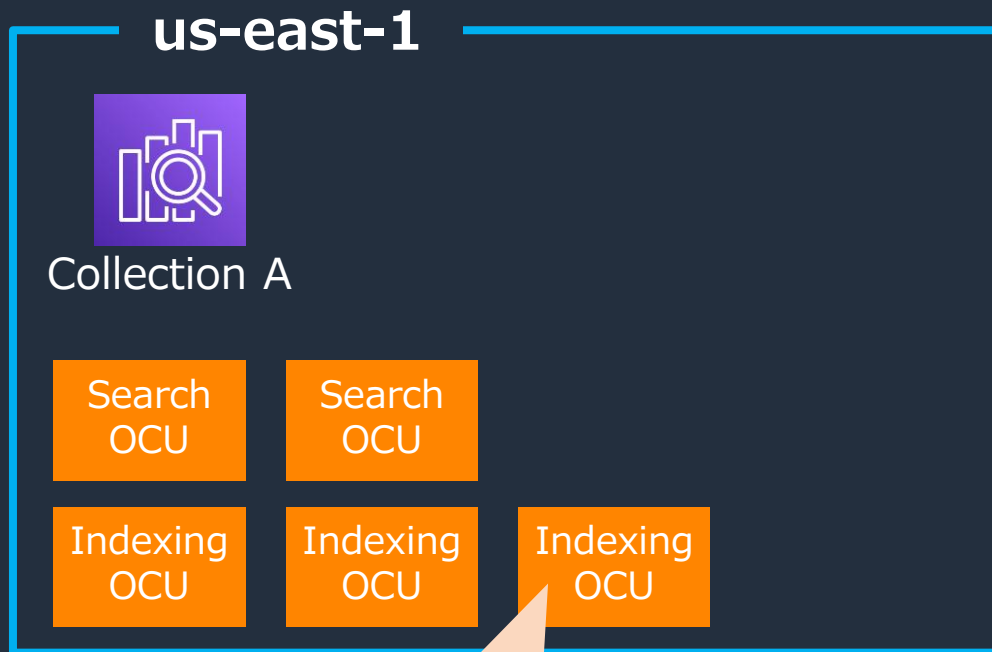 us-east-1
Collection A
Search
OCU
Search
OCU
Indexing
OCU
Indexing
OCU
Indexing
OCU